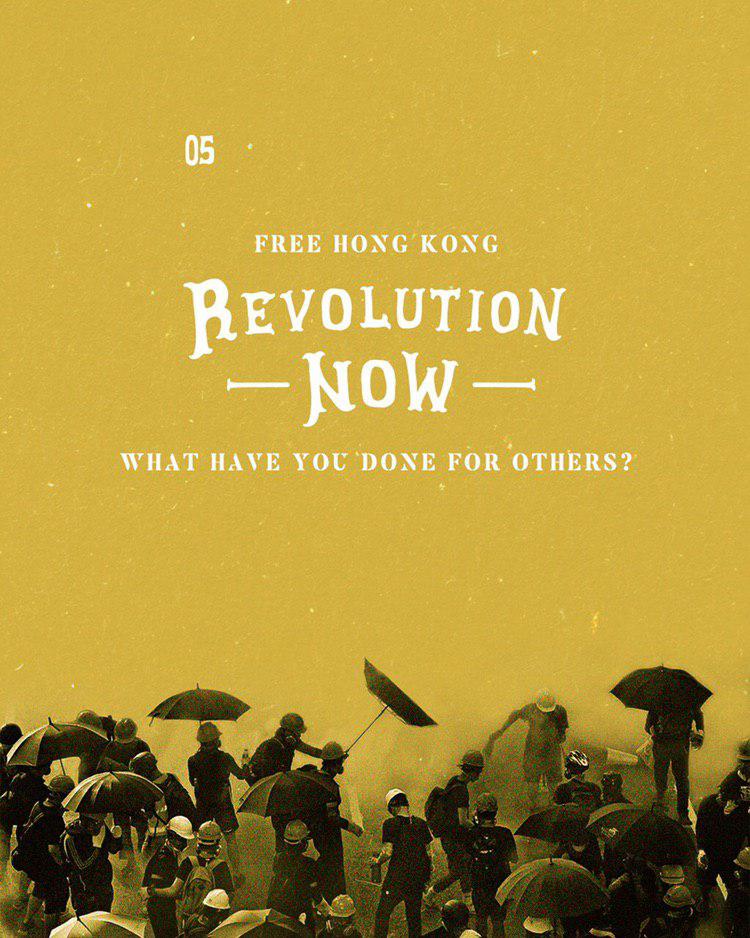 05
FREE HONG KONG
REVOLUTION
NOW
WHAT HAVE YOU DONE FOR OTHERS?